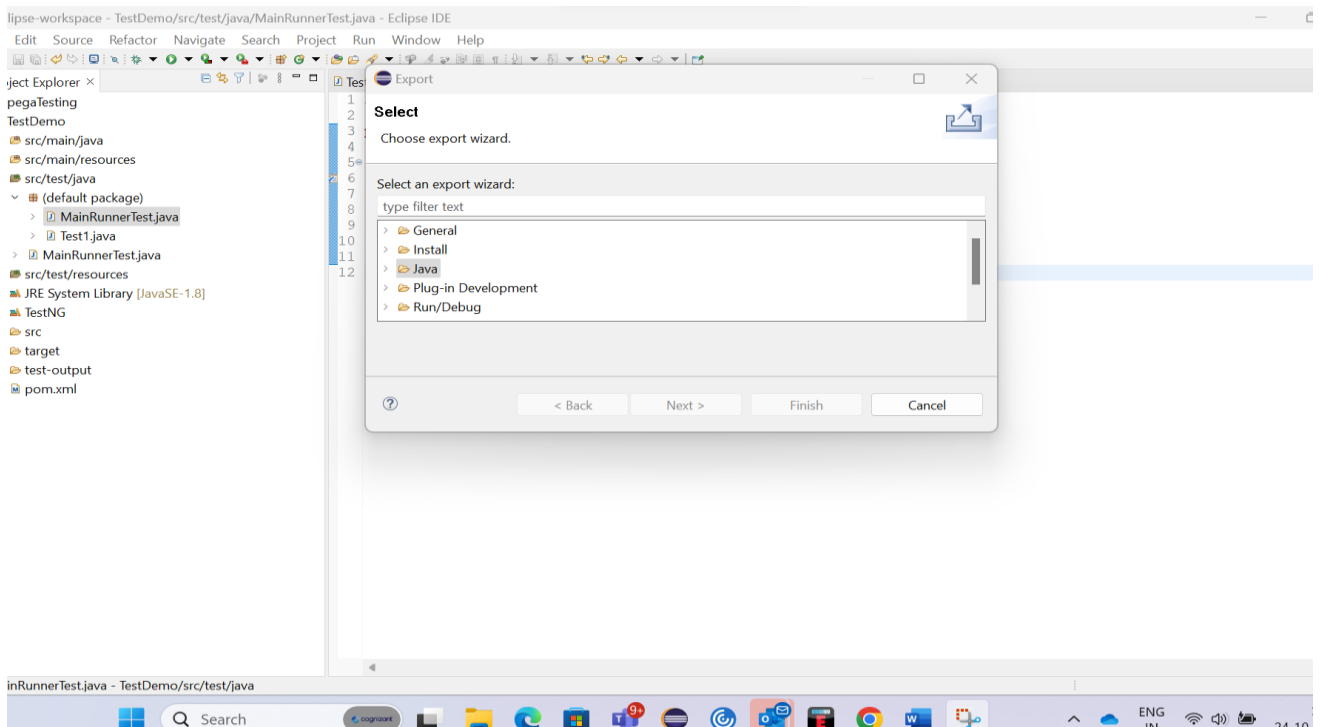 lipse-workspace - TestDemo/src/test/java/MainRunnerTest.java - Eclipse IDE
Edit Source Refactor Navigate Search Project Run Window Help
ject Explorer
Tes
pegaTesting
TestDemo
src/main/java
src/main/resources
src/test/java
(default package)
MainRunnerTest.java
Test1.java
MainRunnerTest.java
src/test/resources
JRE System Library [JavaSE-1.8]
TestNG
src
target
test-output
pom.xml
1
2
3
4
5
6
7
8
9
10
11
12
Export
Select
Choose export wizard.
Select an export wizard:
type filter text
General
Install
Java
Plug-in Development
Run/Debug
< Back Next > Finish Cancel
inRunnerTest.java - TestDemo/src/test/java
Search
cognizant
9+
ENG
IN